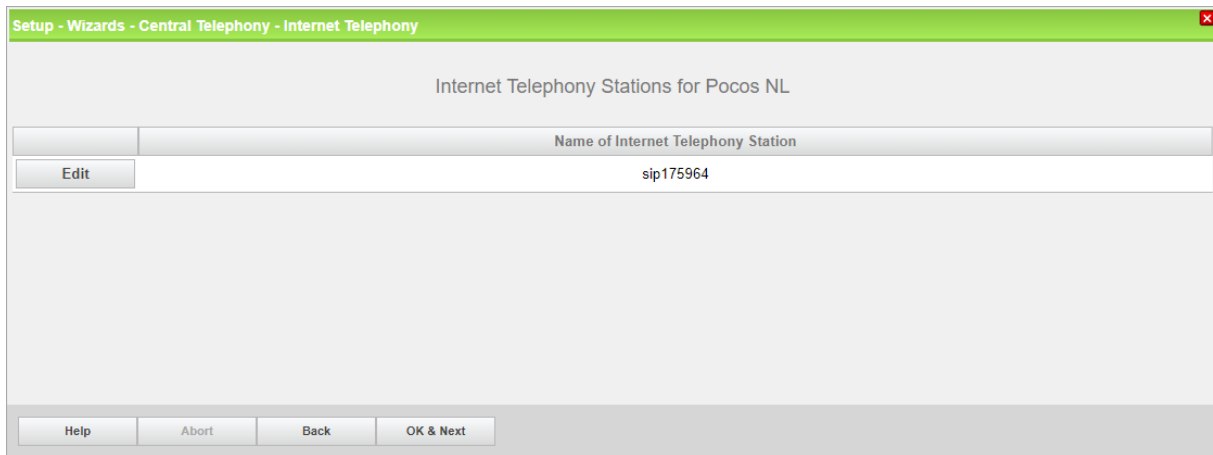 Setup - Wizards - Central Telephony - Internet Telephony
Internet Telephony Stations for Pocos NL
Name of Internet Telephony Station
Edit sip175964
Help Abort Back OK & Next